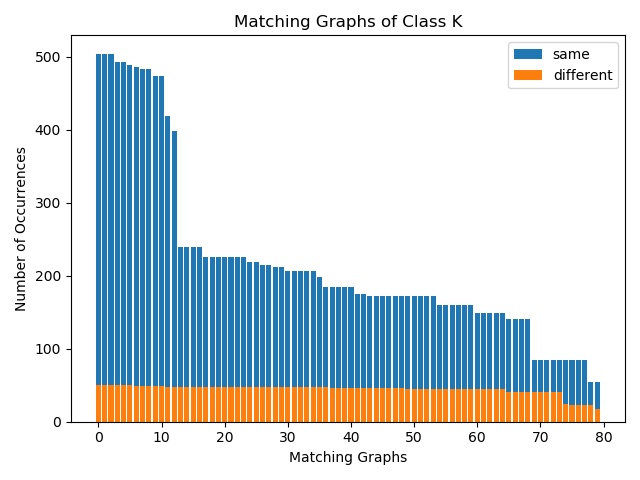 Matching Graphs of Class K
same
different
Number of Occurrences
500
400
300
200
100
0
0 10 20 30 40 50 60 70 80
Matching Graphs